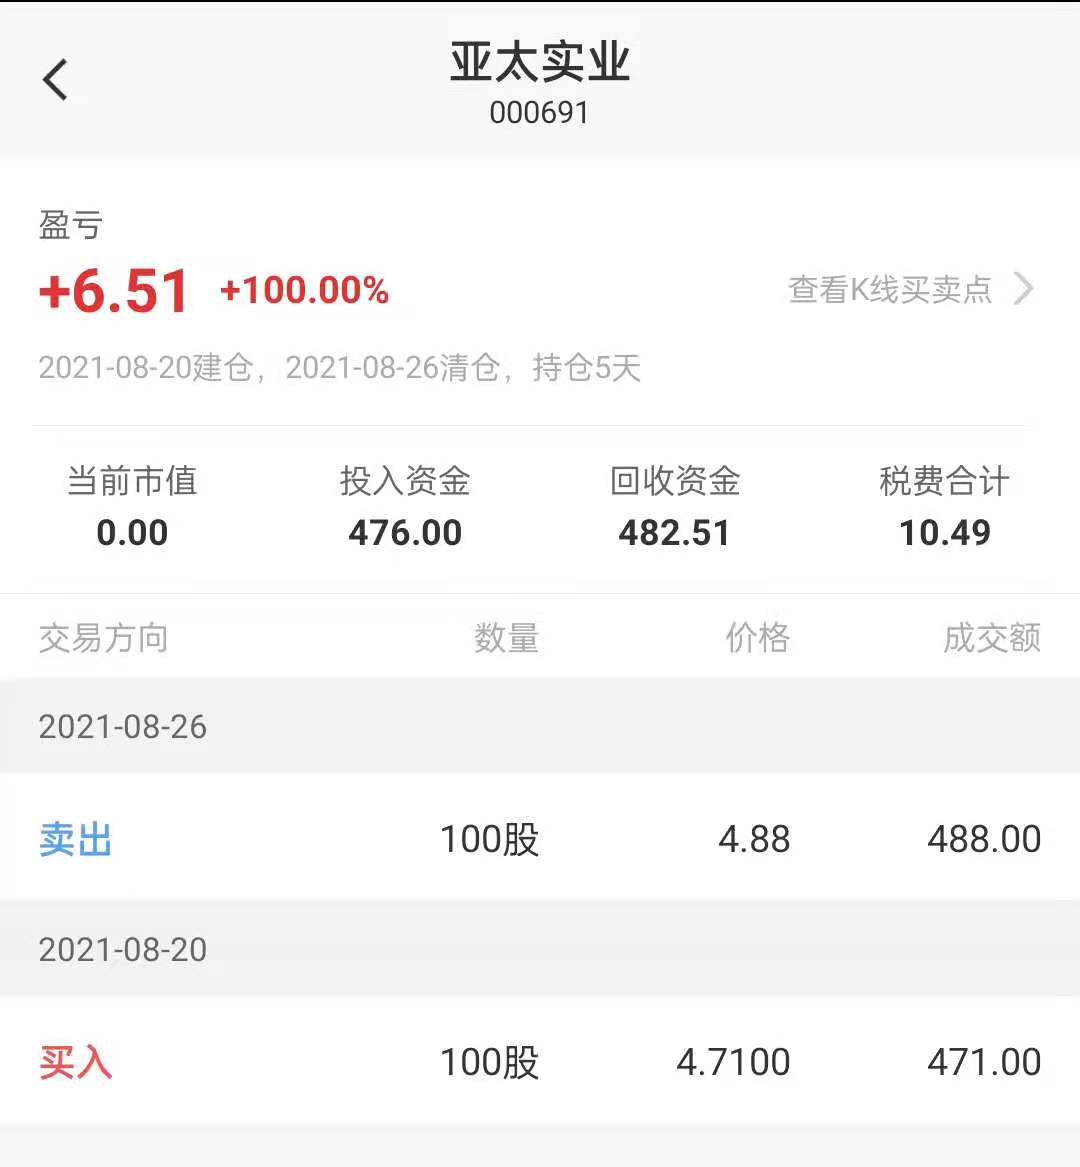 亚太实业
000691
盈亏
+6.51 +100.00% 查看K线买卖点
2021-08-20建仓，2021-08-26清仓，持仓5天
当前市值 投入资金 回收资金 税费合计
0.00 476.00 482.51 10.49
交易方向 数量 价格 成交额
2021-08-26
卖出 100股 4.88 488.00
2021-08-20
买入 100股 4.7100 471.00